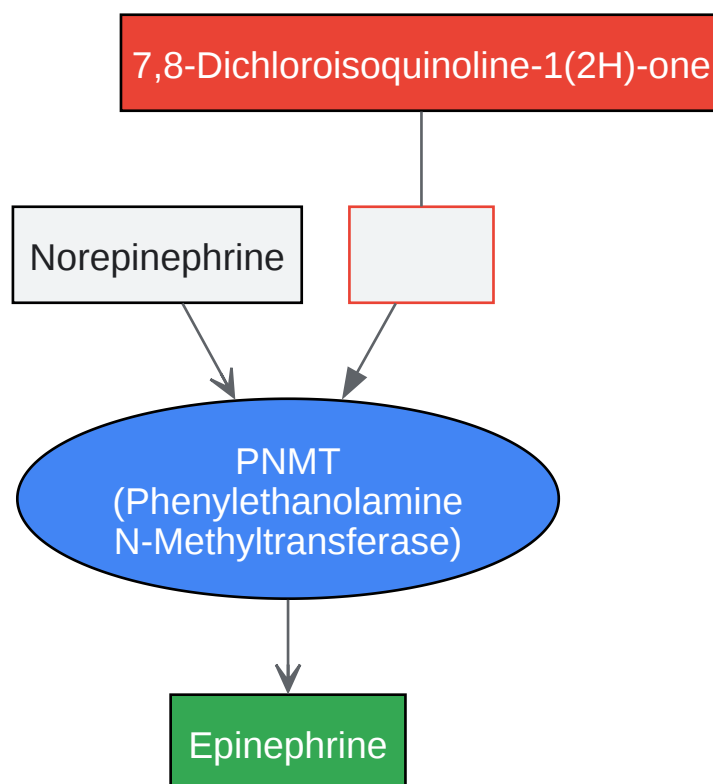 7,8-Dichloroisoquinoline-1(2H)-one
Norepinephrine
PNMT
(Phenylethanolamine
N-Methyltransferase)
Epinephrine